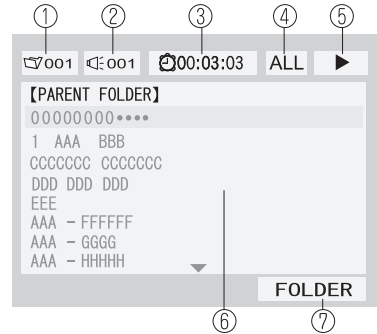 ① ② ③ ④ ⑤
001 001 00:03:03 ALL
【PARENT FOLDER】
00000000••••
1 AAA BBB
CCCCCCC CCCCCCC
DDD DDD DDD
EEE
AAA - FFFFFF
AAA - GGGG
AAA - HHHHH
FOLDER
⑥ ⑦